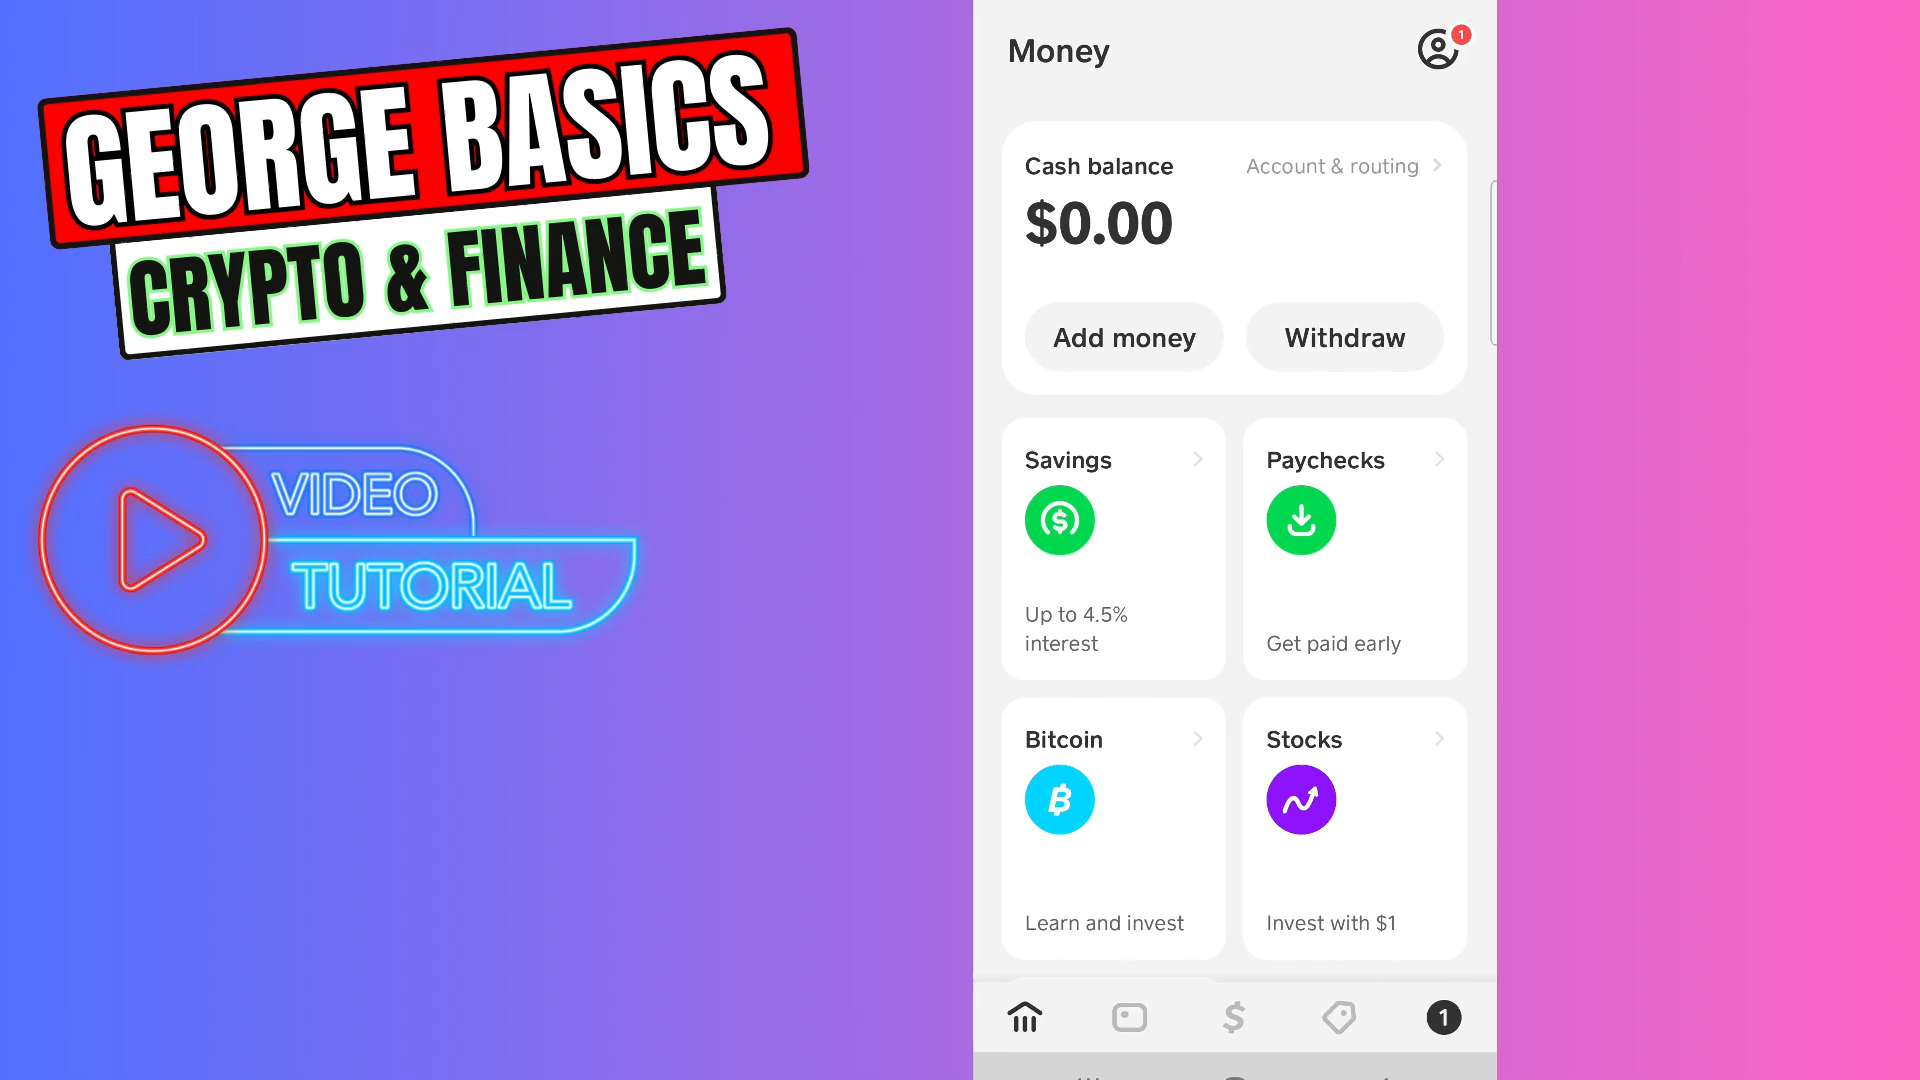 GEORGE BASICS
CRYPTO & FINANCE
VIDEO
TUTORIAL
Money
1
Cash balance
Account & routing
$0.00
Add money
Withdraw
Savings
Up to 4.5%
interest
Paychecks
Get paid early
Bitcoin
Learn and invest
Stocks
Invest with $1
1